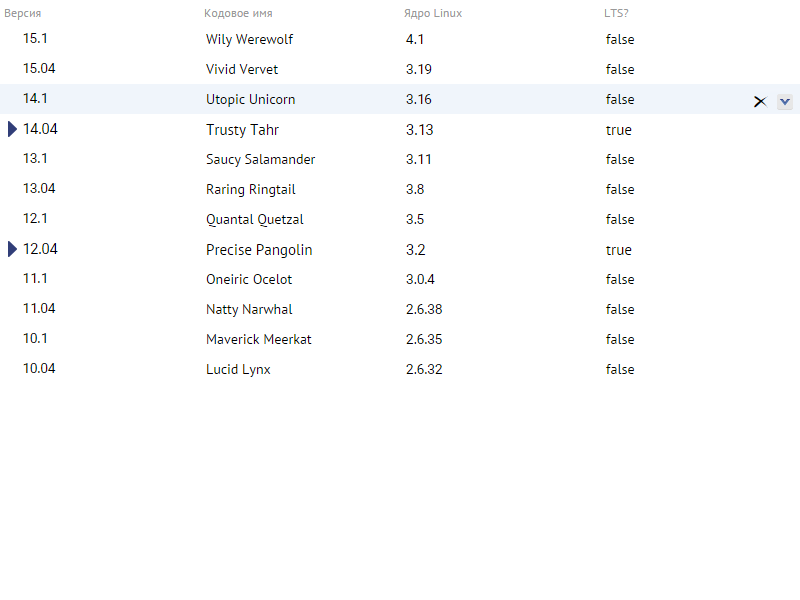 Версия Кодовое имя Ядро Linux LTS?
15.1 Wily Werewolf 4.1 false
15.04 Vivid Vervet 3.19 false
14.1 Utopic Unicorn 3.16 false
14.04 Trusty Tahr 3.13 true
13.1 Saucy Salamander 3.11 false
13.04 Raring Ringtail 3.8 false
12.1 Quantal Quetzal 3.5 false
12.04 Precise Pangolin 3.2 true
11.1 Oneiric Ocelot 3.0.4 false
11.04 Natty Narwhal 2.6.38 false
10.1 Maverick Meerkat 2.6.35 false
10.04 Lucid Lynx 2.6.32 false